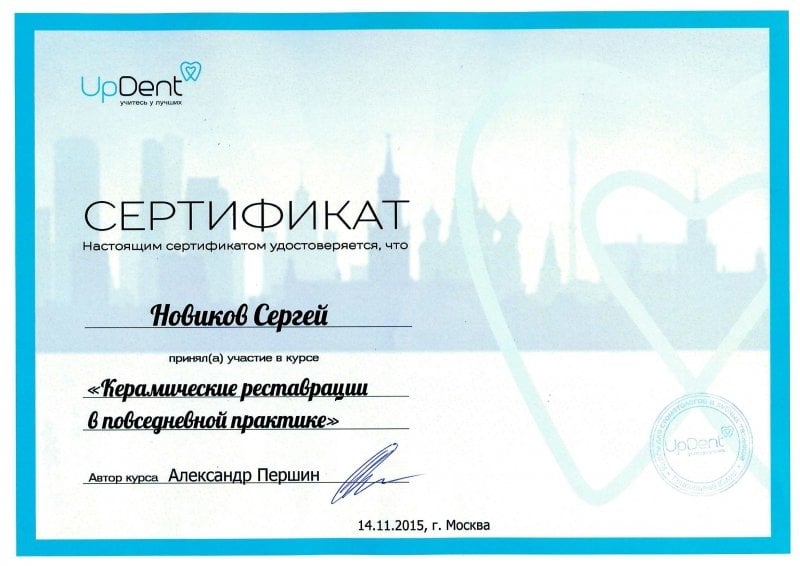 UpDent
учитесь у лучших
СЕРТИФИКАТ
Настоящим сертификатом удостоверяется, что
Новиков Сергей
принял(а) участие в курсе
«Керамические реставрации
в повседневной практике»
Автор курса Александр Першин
UpDent
14.11.2015, г. Москва